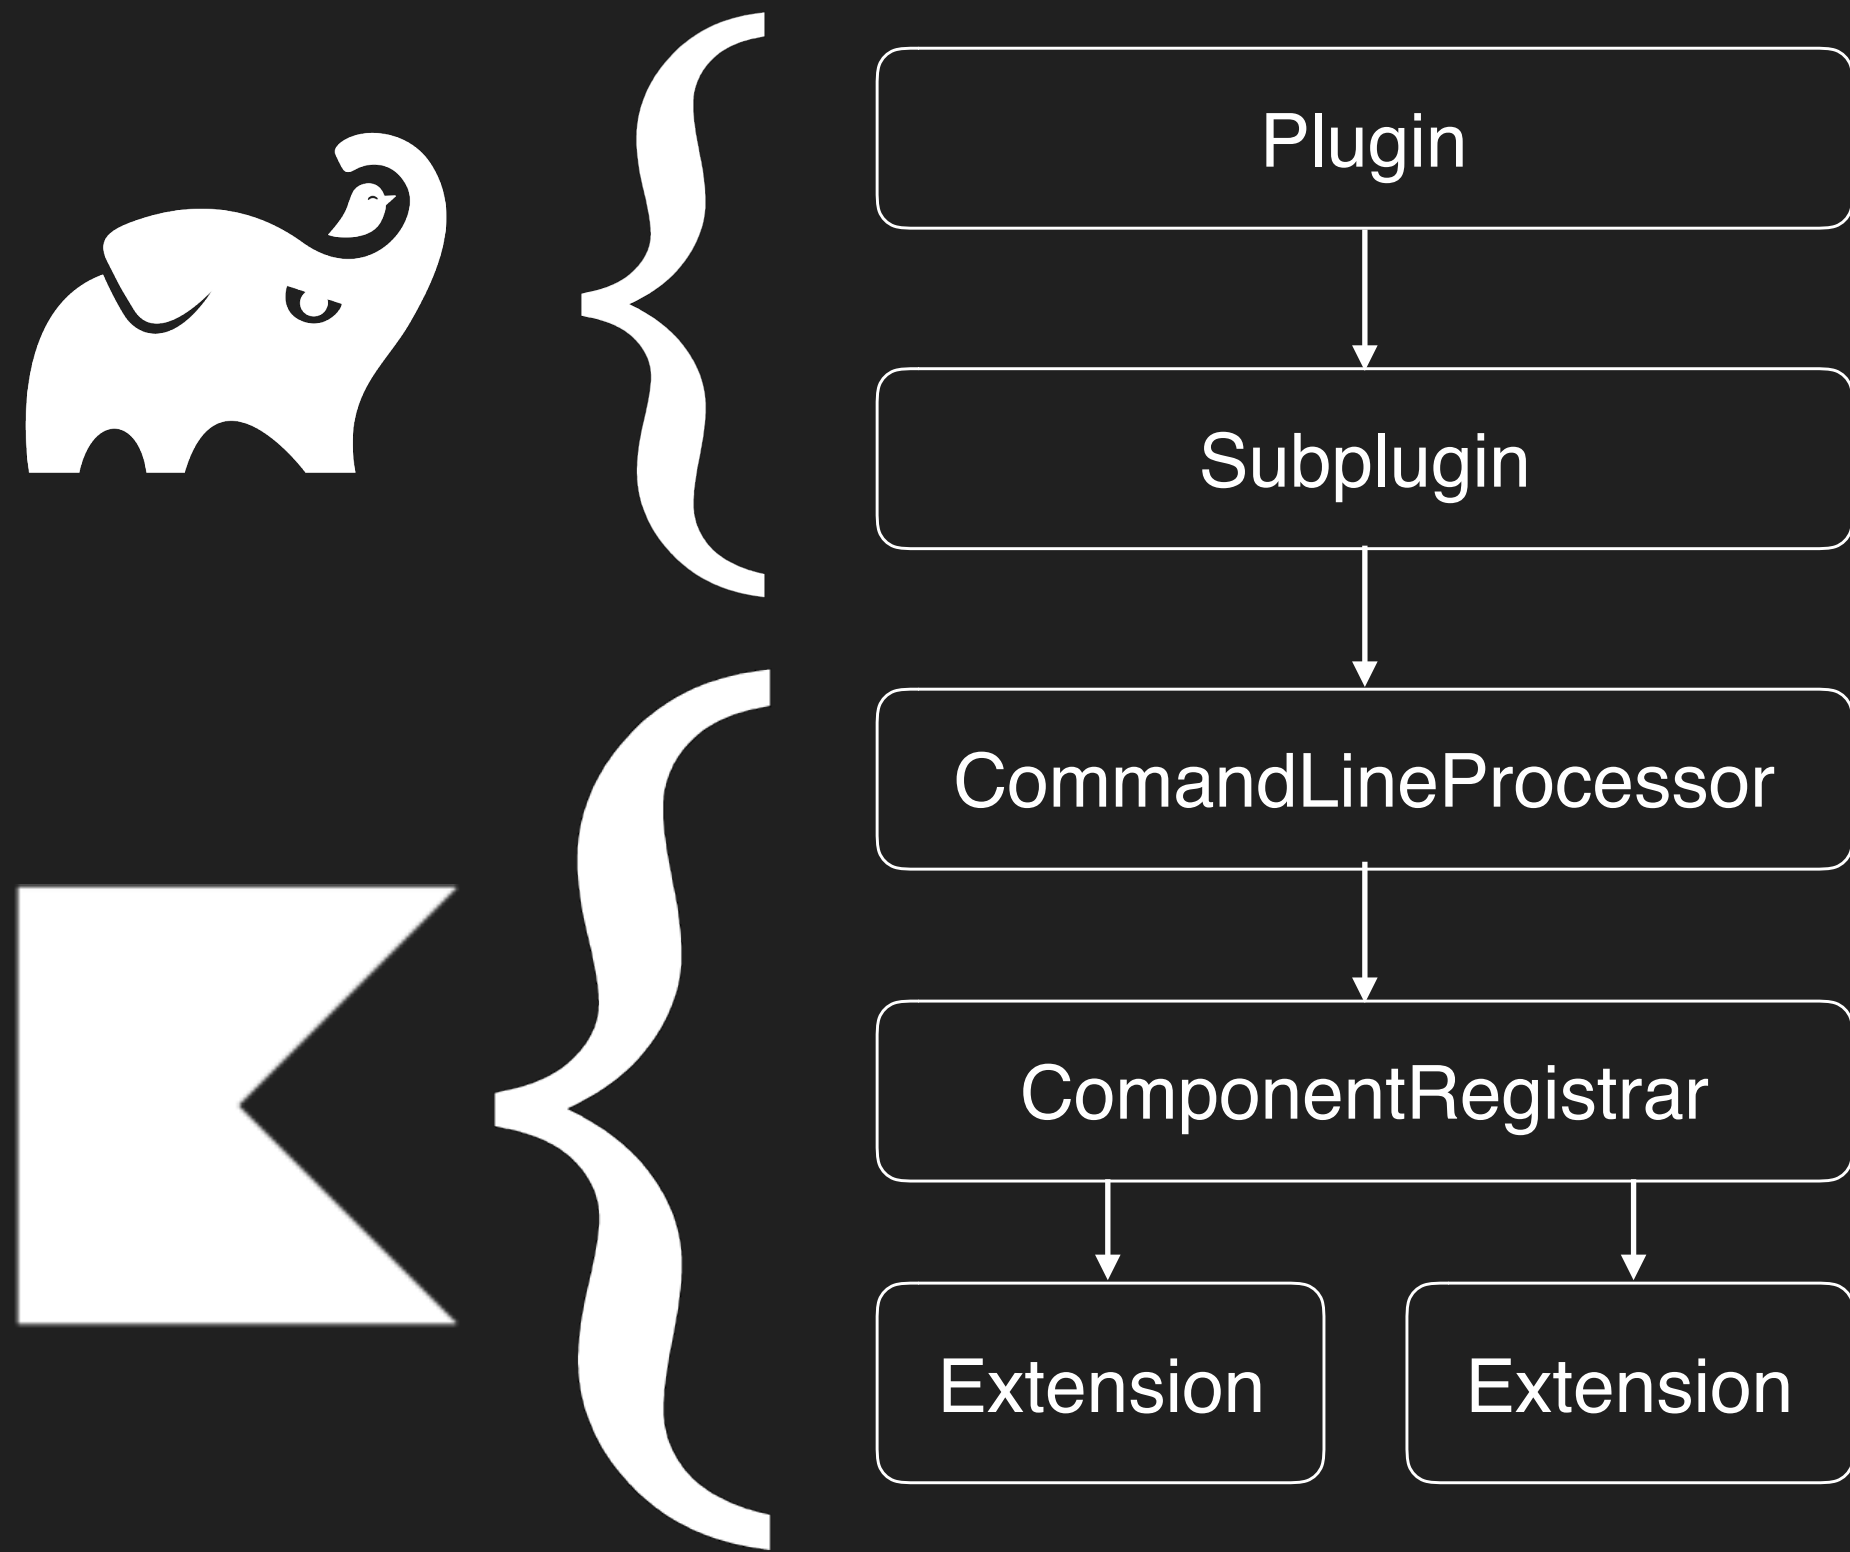 Plugin
Subplugin
CommandLineProcessor
ComponentRegistrar
Extension
Extension